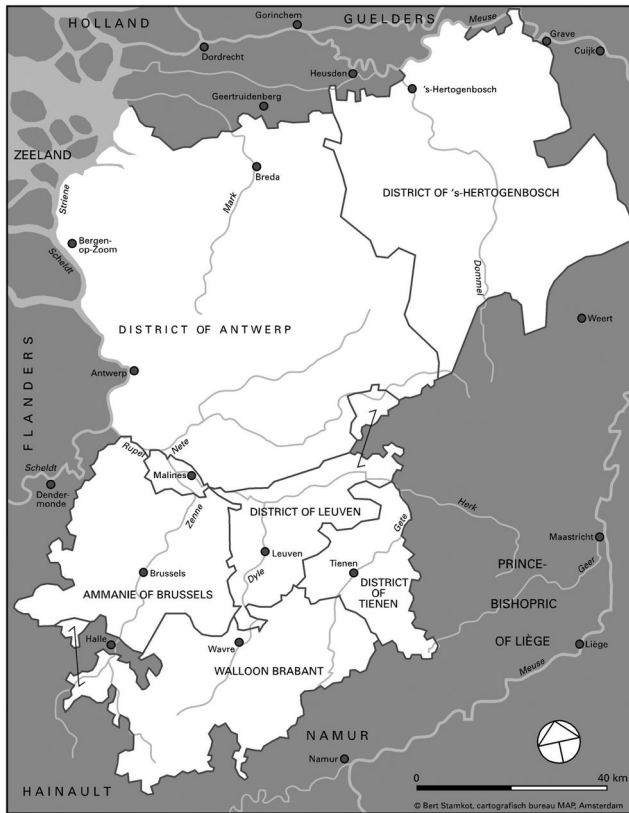 HOLLAND
GUELDERS
Gorinchem
Meuse
Grave
Cuijk
Dordrecht
Heusden
's-Hertogenbosch
Geertruidenberg
ZEELAND
Breda
Striene
Mark
DISTRICT OF 's-HERTOGENBOSCH
Bergen-
op-Zoom
Scheldt
Dommel
Weert
DISTRICT OF ANTWERP
FLANDERS
Antwerp
Rupel
Nete
Scheldt
Dender-
monde
Malines
Zenne
DISTRICT OF LEUVEN
Gete
Herk
Maastricht
Leuven
Dyle
Tienen
DISTRICT
OF
TIENEN
Brussels
AMMANIE OF BRUSSELS
PRINCE-
BISHOPRIC
OF LIÈGE
Geer
Halle
Wavre
WALLOON BRABANT
Liège
Meuse
NAMUR
Namur
HAINAULT
0 40 km
© Bert Stamkot, cartografisch bureau MAP, Amsterdam